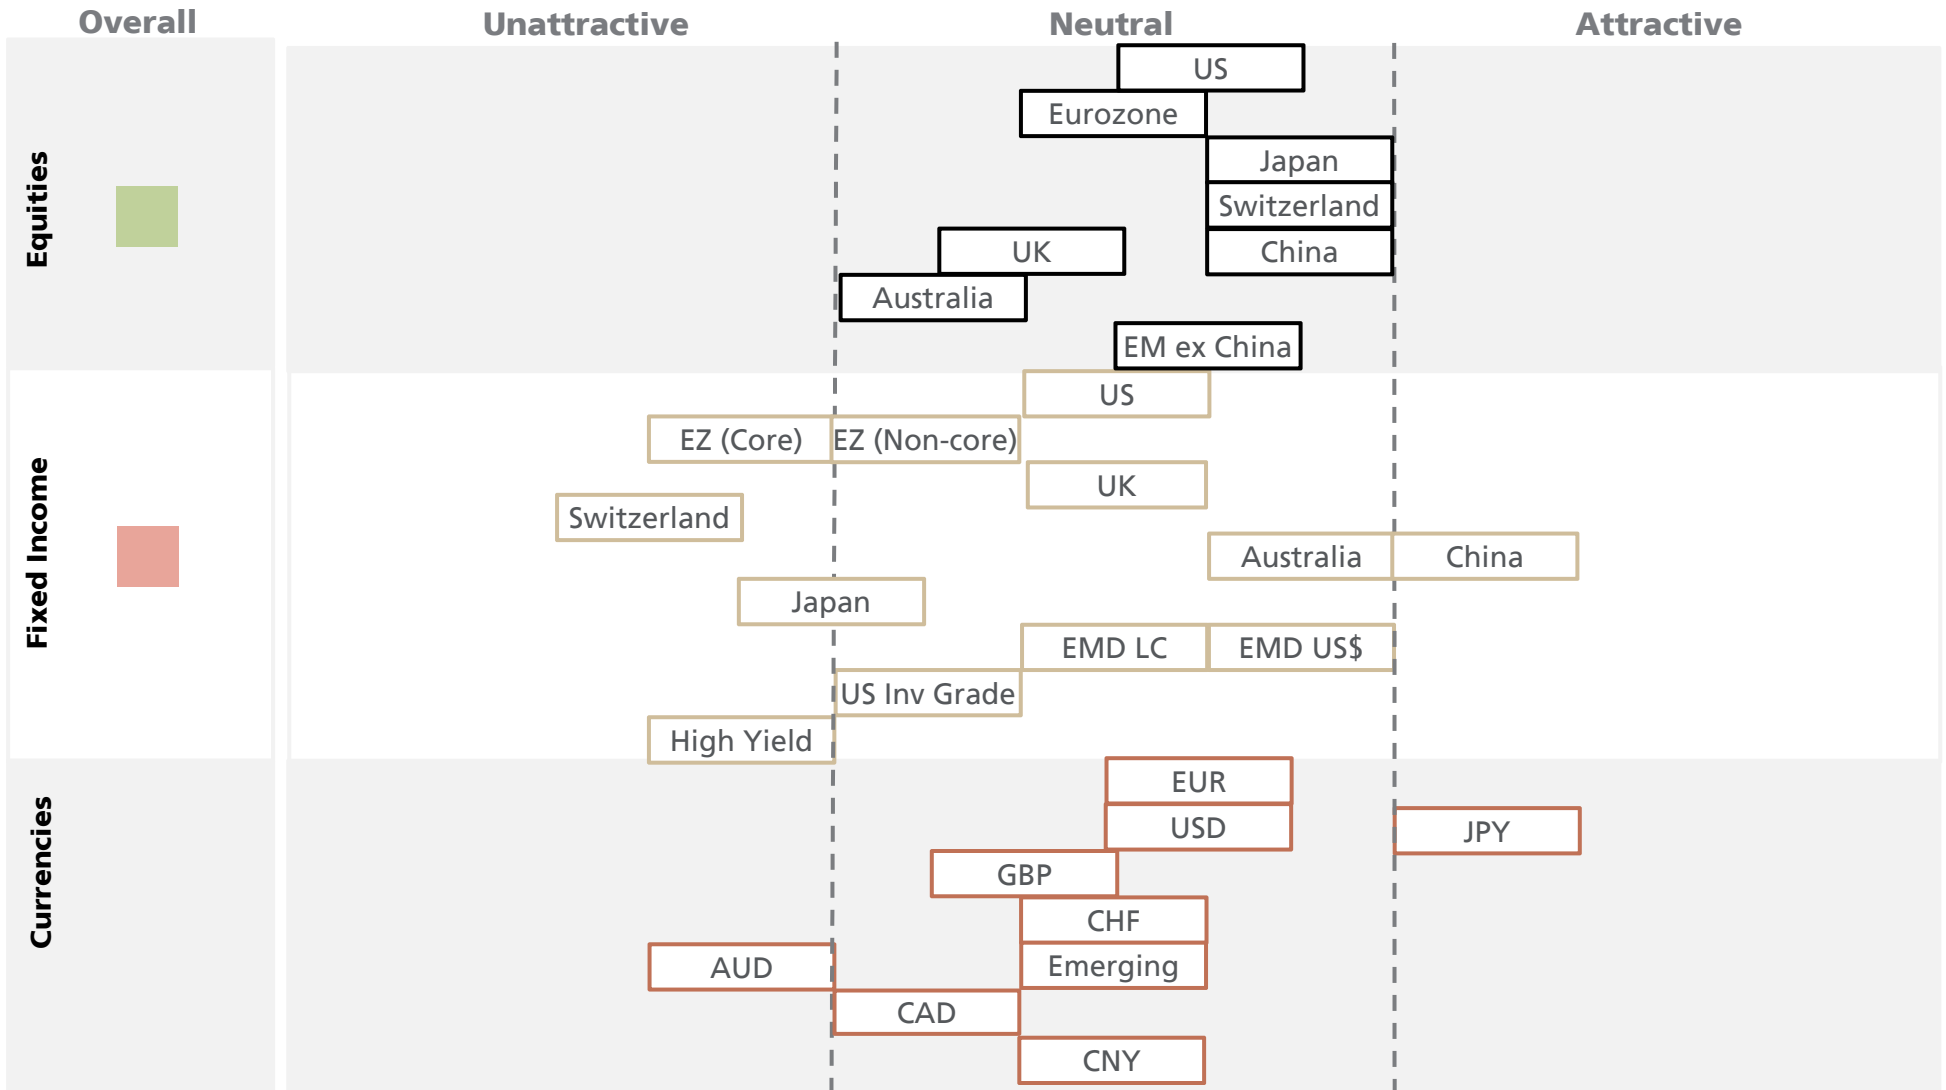 Overall
Unattractive
Neutral
Attractive
Equities
US
Eurozone
Japan
Switzerland
UK
China
Australia
EM ex China
Fixed Income
US
EZ (Core)
EZ (Non-core)
UK
Switzerland
Australia
China
Japan
EMD LC
EMD US$
US Inv Grade
High Yield
Currencies
EUR
USD
JPY
GBP
CHF
AUD
Emerging
CAD
CNY